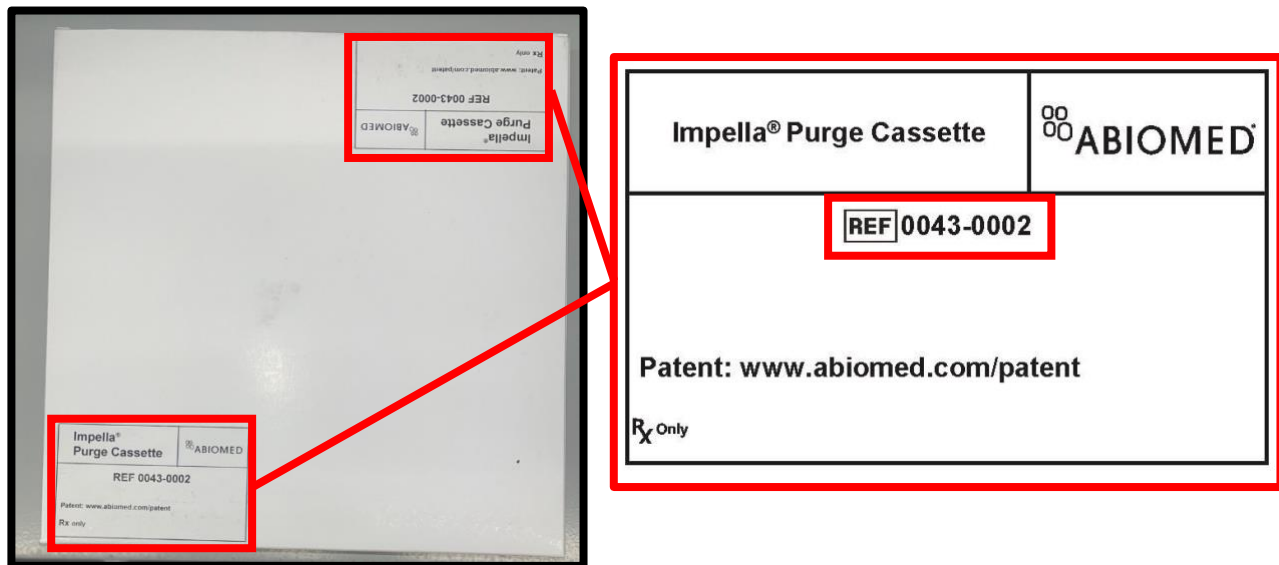 Rx only
Patent: www.abiomed.com/patent
REF 0043-0002
Impella®
Purge Cassette
ABIOMED
Impella®
Purge Cassette
ABIOMED
REF 0043-0002
Patent: www.abiomed.com/patent
Rx only
Impella® Purge Cassette
ABIOMED
REF 0043-0002
Patent: www.abiomed.com/patent
Rx Only